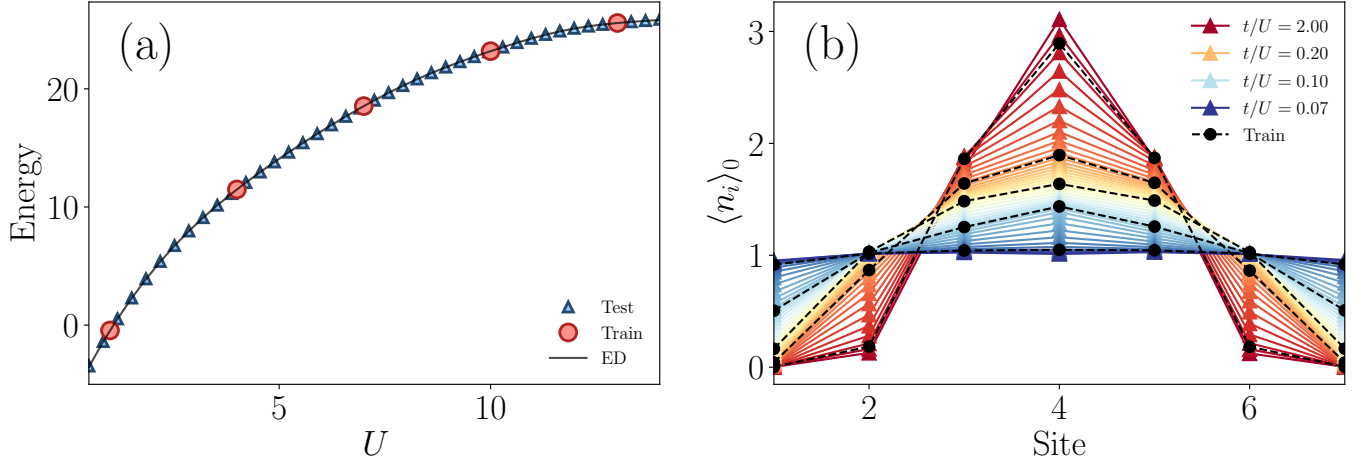 (a)
Energy
20
10
0
5
10
U
Test
Train
ED
(b)
⟨n_i⟩_0
3
2
1
0
2
4
6
Site
t/U = 2.00
t/U = 0.20
t/U = 0.10
t/U = 0.07
Train